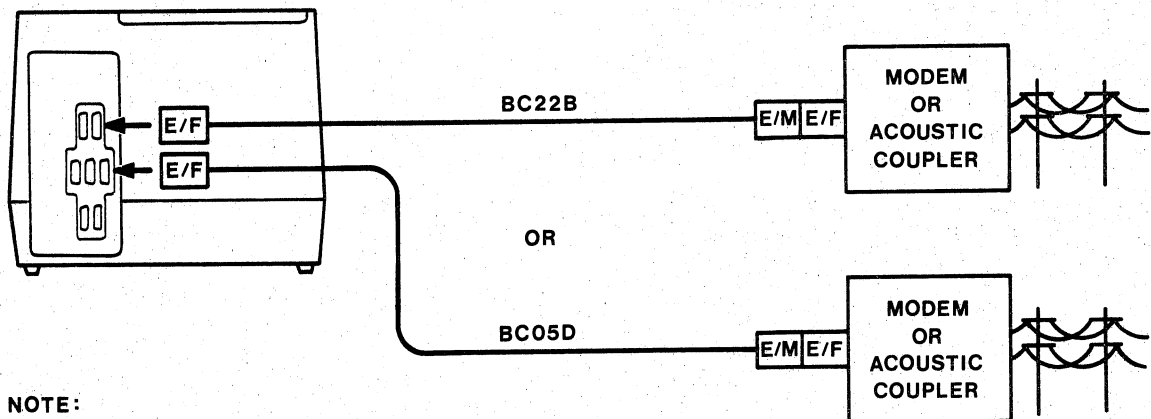 E/F
BC22B
E/M E/F
MODEM
OR
ACOUSTIC
COUPLER
E/F
OR
BC05D
E/M E/F
MODEM
OR
ACOUSTIC
COUPLER
NOTE: